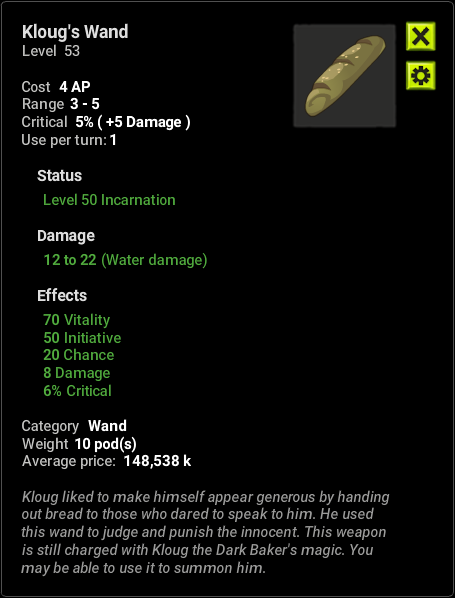 Kloug's Wand
Level 53
Cost 4 AP
Range 3 - 5
Critical 5% ( +5 Damage )
Use per turn: 1
Status
Level 50 Incarnation
Damage
12 to 22 (Water damage)
Effects
70 Vitality
50 Initiative
20 Chance
8 Damage
6% Critical
Category Wand
Weight 10 pod(s)
Average price: 148,538 k
Kloug liked to make himself appear generous by handing
out bread to those who dared to speak to him. He used
this wand to judge and punish the innocent. This weapon
is still charged with Kloug the Dark Baker's magic. You
may be able to use it to summon him.